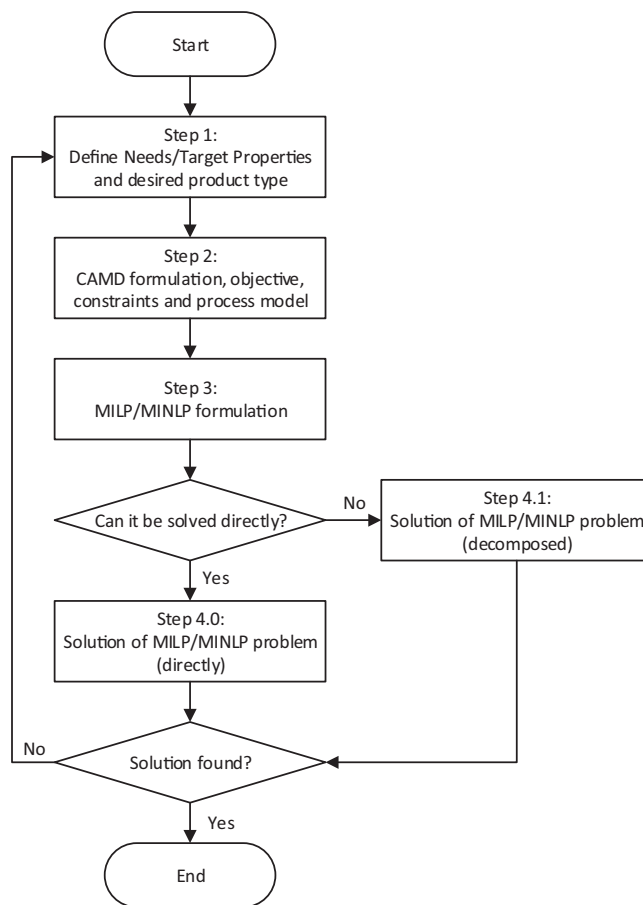 Start
Step 1:
Define Needs/Target Properties
and desired product type
Step 2:
CAMD formulation, objective,
constraints and process model
Step 3:
MILP/MINLP formulation
Can it be solved directly?
No
Step 4.1:
Solution of MILP/MINLP problem
(decomposed)
Yes
Step 4.0:
Solution of MILP/MINLP problem
(directly)
No
Solution found?
Yes
End